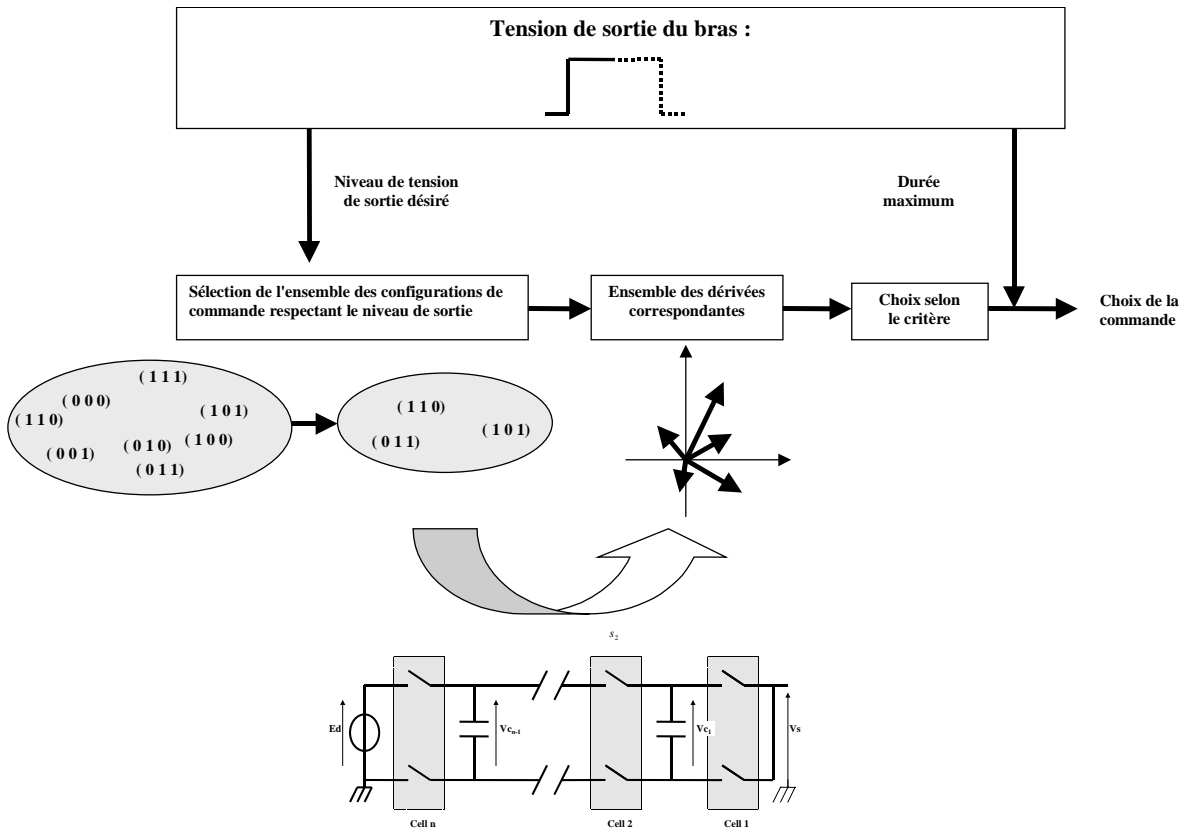 Tension de sortie du bras :
Niveau de tension
de sortie désiré
Durée
maximum
Sélection de l'ensemble des configurations de
commande respectant le niveau de sortie
Ensemble des dérivées
correspondantes
Choix selon
le critère
Choix de la
commande
( 1 1 1)
( 0 0 0)
( 1 0 1)
( 1 1 0)
( 0 1 0)
( 1 0 0)
( 0 0 1)
( 0 1 1)
( 1 1 0)
( 1 0 1)
( 0 1 1)
s₂
Ed
Vcₙ₋₁
Vc₁
Vs
Cell n
Cell 2
Cell 1